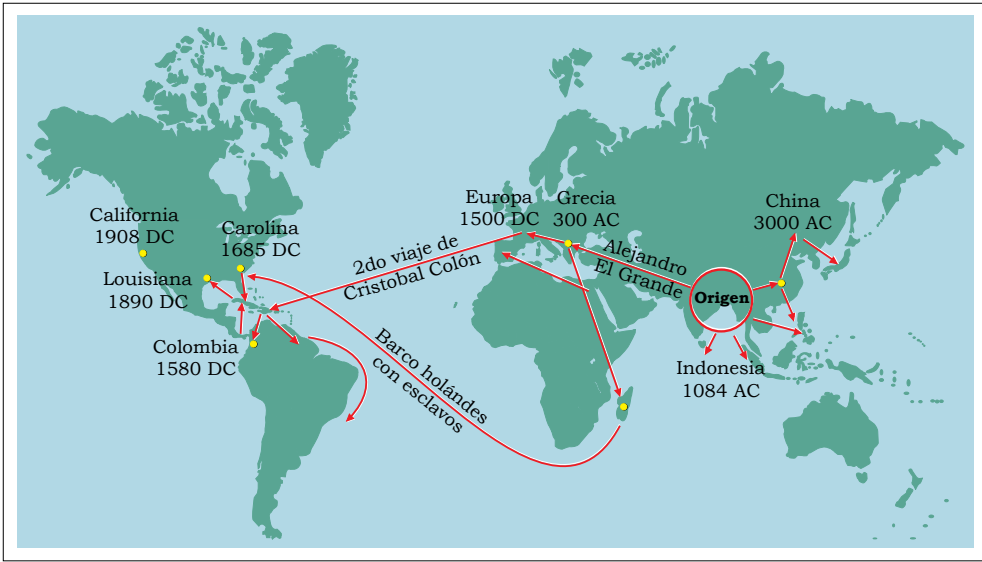 California
1908 DC
Carolina
1685 DC
Louisiana
1890 DC
Colombia
1580 DC
2do viaje de
Cristobal Colón
Barco holándes
con esclavos
Europa
1500 DC
Grecia
300 AC
Alejandro
El Grande
Origen
China
3000 AC
Indonesia
1084 AC